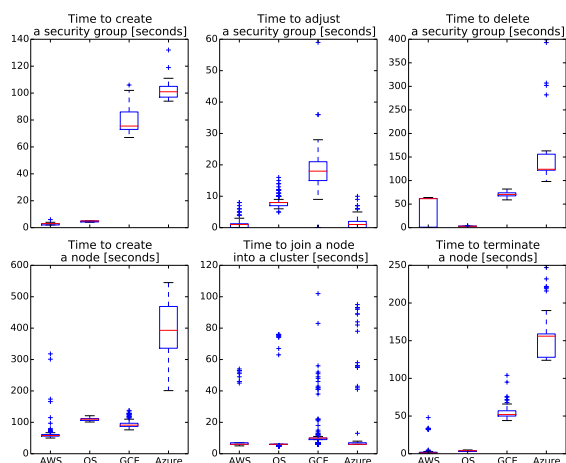 Time to create
a security group [seconds]
Time to adjust
a security group [seconds]
Time to delete
a security group [seconds]
140
120
100
80
60
40
20
0
60
50
40
30
20
10
0
400
350
300
250
200
150
100
50
0
Time to create
a node [seconds]
Time to join a node
into a cluster [seconds]
Time to terminate
a node [seconds]
600
500
400
300
200
100
0
120
100
80
60
40
20
0
250
200
150
100
50
0
AWS OS GCE Azure
AWS OS GCE Azure
AWS OS GCE Azure